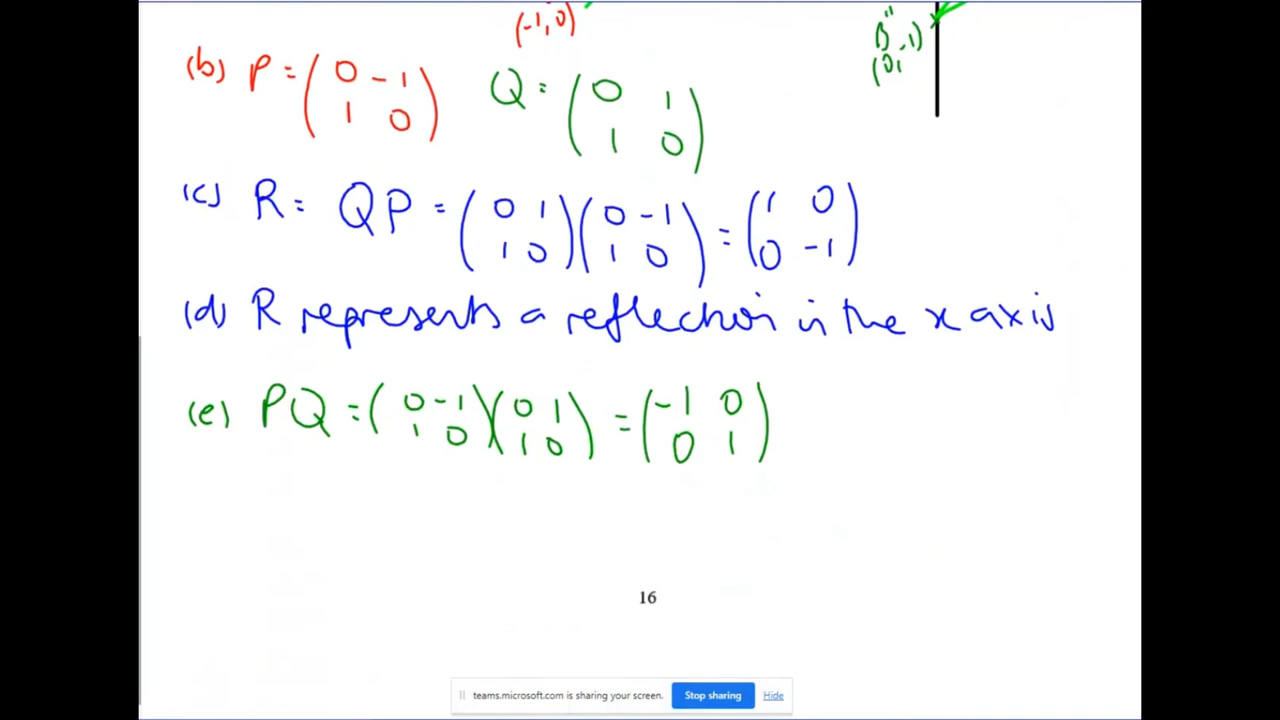 (-1, 0)
B"
(0, -1)
(b) P = ( 0 -1 1 0 ) Q = ( 0 1 1 0 )
(c) R = QP = ( 0 1 1 0 )( 0 -1 1 0 ) = ( 1 0 0 -1 )
(d) R represents a reflection in the x axis
(e) PQ = ( 0 -1 1 0 )( 0 1 1 0 ) = ( -1 0 0 1 )
16
teams.microsoft.com is sharing your screen. Stop sharing Hide